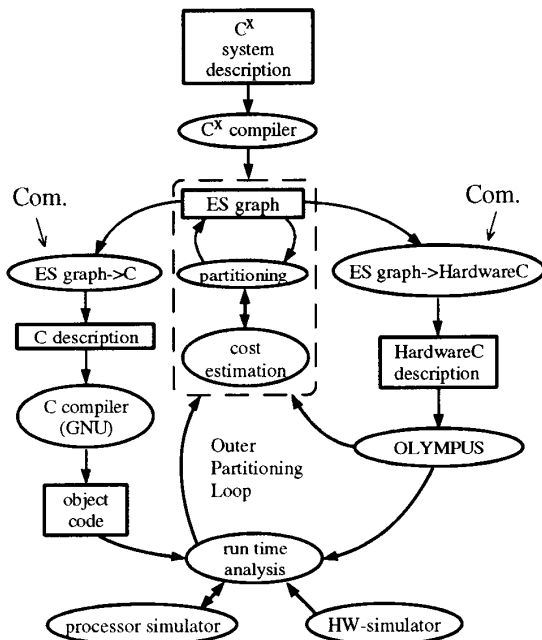 C^x
system
description
C^x compiler
Com.
ES graph
Com.
ES graph->C
partitioning
ES graph->HardwareC
C description
cost
estimation
HardwareC
description
C compiler
(GNU)
Outer
Partitioning
Loop
OLYMPUS
object
code
run time
analysis
processor simulator
HW-simulator